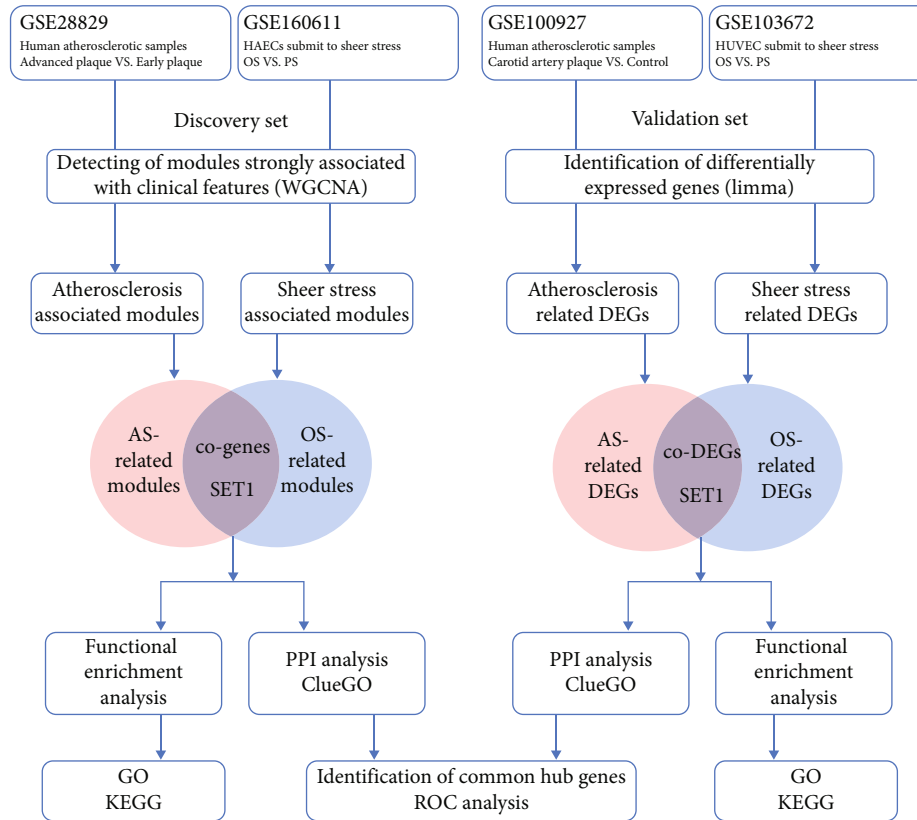 GSE28829
Human atherosclerotic samples
Advanced plaque VS. Early plaque
GSE160611
HAECs submit to sheer stress
OS VS. PS
GSE100927
Human atherosclerotic samples
Carotid artery plaque VS. Control
GSE103672
HUVEC submit to sheer stress
OS VS. PS
Discovery set
Validation set
Detecting of modules strongly associated
with clinical features (WGCNA)
Identification of differentially
expressed genes (limma)
Atherosclerosis
associated modules
Sheer stress
associated modules
Atherosclerosis
related DEGs
Sheer stress
related DEGs
AS-
related
modules
co-genes
SET1
OS-
related
modules
AS-
related
DEGs
co-DEGs
SET1
OS-
related
DEGs
Functional
enrichment
analysis
PPI analysis
ClueGO
PPI analysis
ClueGO
Functional
enrichment
analysis
GO
KEGG
Identification of common hub genes
ROC analysis
GO
KEGG